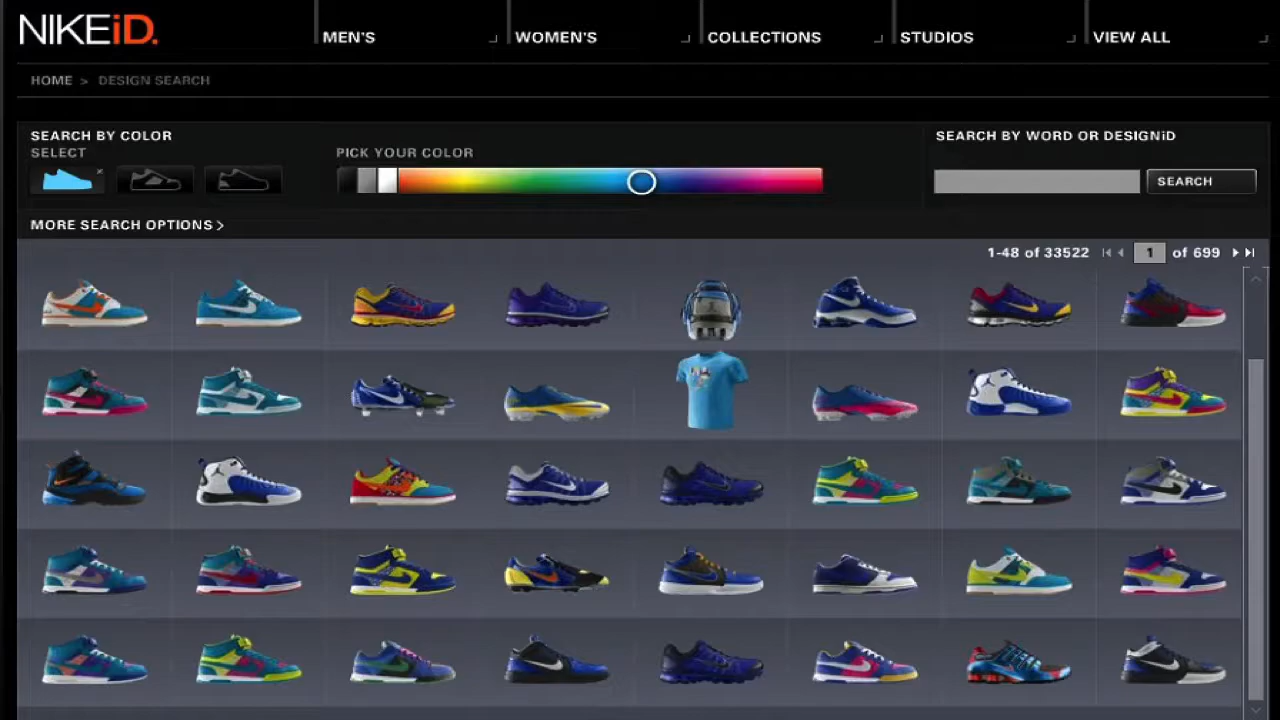 NIKEiD.
MEN'S
WOMEN'S
COLLECTIONS
STUDIOS
VIEW ALL
HOME > DESIGN SEARCH
SEARCH BY COLOR
SELECT
PICK YOUR COLOR
SEARCH BY WORD OR DESIGNiD
SEARCH
MORE SEARCH OPTIONS >
1-48 of 33522
1 of 699